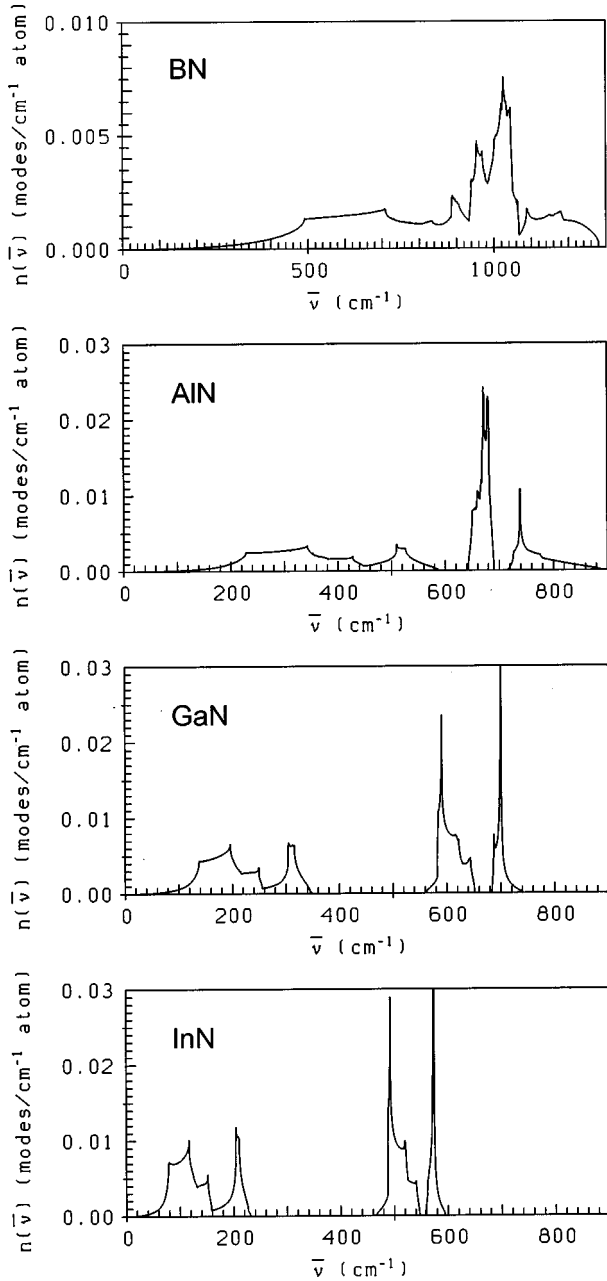 0.010
BN
0.005
0.000
n(ν̅) (modes/cm⁻¹ atom)
0
500
1000
ν̅ (cm⁻¹)
0.03
AlN
0.02
0.01
0.00
n(ν̅) (modes/cm⁻¹ atom)
0
200
400
600
800
ν̅ (cm⁻¹)
0.03
GaN
0.02
0.01
0.00
n(ν̅) (modes/cm⁻¹ atom)
0
200
400
600
800
ν̅ (cm⁻¹)
0.03
InN
0.02
0.01
0.00
n(ν̅) (modes/cm⁻¹ atom)
0
200
400
600
800
ν̅ (cm⁻¹)